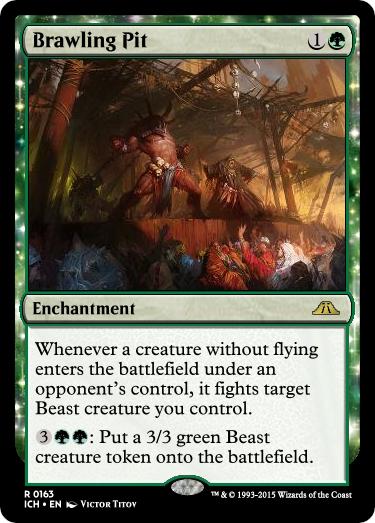 Brawling Pit 1
Enchantment
Whenever a creature without flying
enters the battlefield under an
opponent's control, it fights target
Beast creature you control.
3: Put a 3/3 green Beast
creature token onto the battlefield.
R 0163
ICH • EN VICTOR TITOV
™ & © 1993-2015 Wizards of the Coast